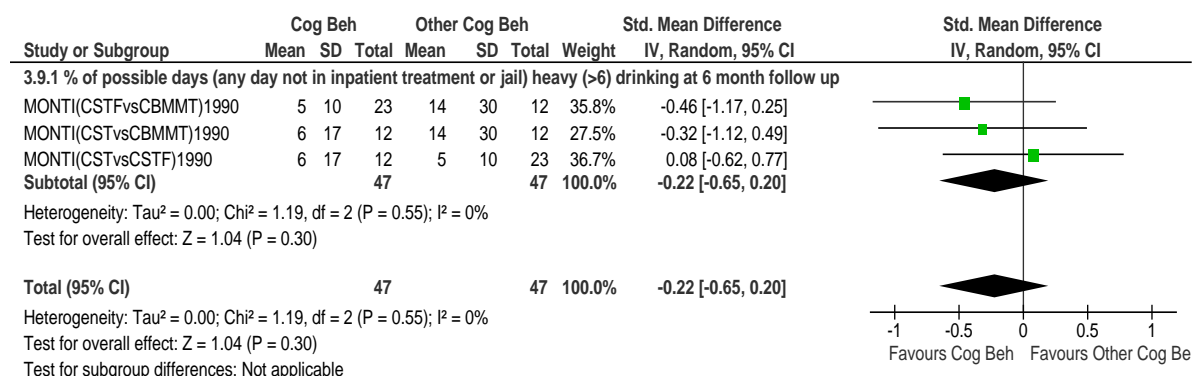 Cog Beh Other Cog Beh Std. Mean Difference Std. Mean Difference
Study or Subgroup Mean SD Total Mean SD Total Weight IV, Random, 95% CI IV, Random, 95% CI
3.9.1 % of possible days (any day not in inpatient treatment or jail) heavy (>6) drinking at 6 month follow up
MONTI(CSTFvsCBMMT)1990 5 10 23 14 30 12 35.8% -0.46 [-1.17, 0.25]
MONTI(CSTvsCBMMT)1990 6 17 12 14 30 12 27.5% -0.32 [-1.12, 0.49]
MONTI(CSTvsCSTF)1990 6 17 12 5 10 23 36.7% 0.08 [-0.62, 0.77]
Subtotal (95% CI) 47 47 100.0% -0.22 [-0.65, 0.20]
Heterogeneity: Tau² = 0.00; Chi² = 1.19, df = 2 (P = 0.55); I² = 0%
Test for overall effect: Z = 1.04 (P = 0.30)
Total (95% CI) 47 47 100.0% -0.22 [-0.65, 0.20]
Heterogeneity: Tau² = 0.00; Chi² = 1.19, df = 2 (P = 0.55); I² = 0%
Test for overall effect: Z = 1.04 (P = 0.30)
Test for subgroup differences: Not applicable
-1 -0.5 0 0.5 1
Favours Cog Beh Favours Other Cog Be